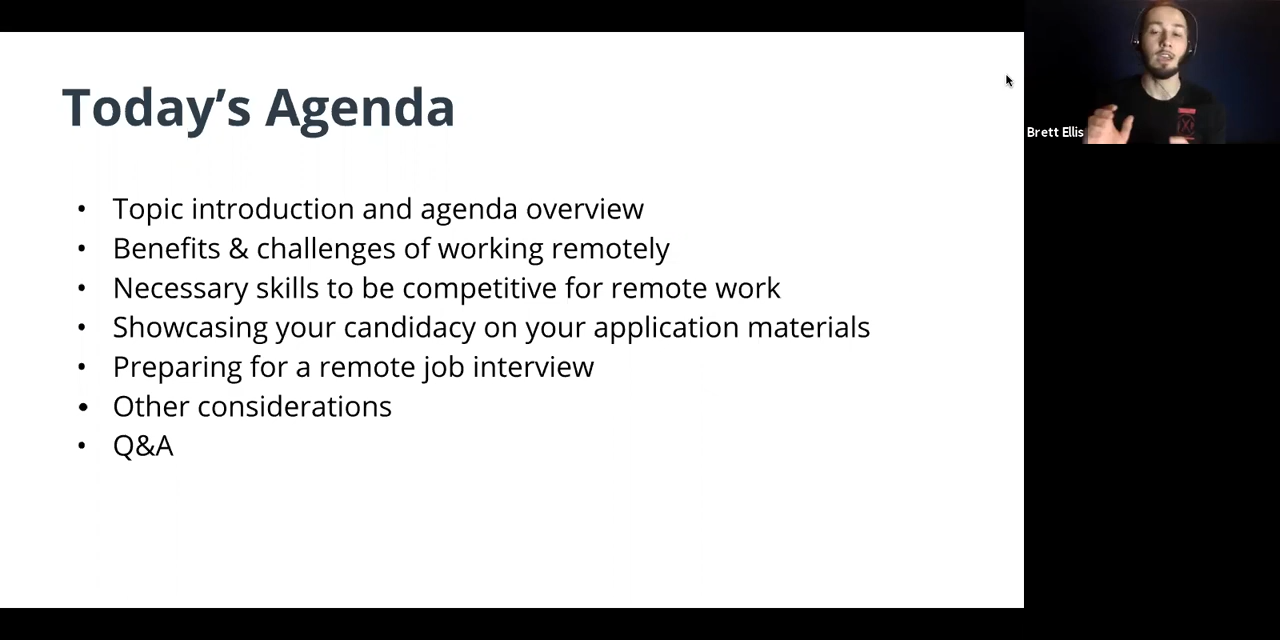 Today’s Agenda
• Topic introduction and agenda overview
• Benefits & challenges of working remotely
• Necessary skills to be competitive for remote work
• Showcasing your candidacy on your application materials
• Preparing for a remote job interview
• Other considerations
• Q&A
Brett Ellis